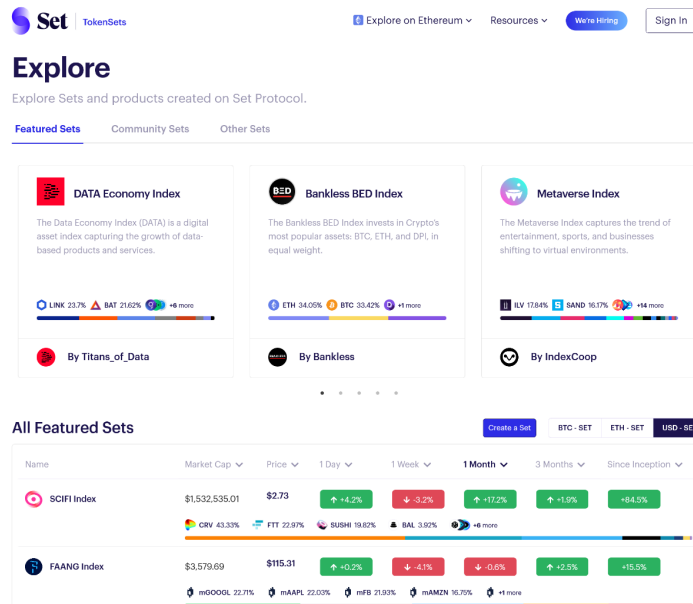 Set TokenSets Explore on Ethereum Resources We're Hiring Sign In
Explore
Explore Sets and products created on Set Protocol.
Featured Sets Community Sets Other Sets
DATA Economy Index
The Data Economy Index (DATA) is a digital
asset index capturing the growth of data-
based products and services.
LINK 23.7% BAT 21.62% +6 more
By Titans_of_Data
BED
Bankless BED Index
The Bankless BED Index invests in Crypto's
most popular assets: BTC, ETH, and DPI, in
equal weight.
ETH 34.05% BTC 33.42% +1 more
By Bankless
Metaverse Index
The Metaverse Index captures the trend of
entertainment, sports, and businesses
shifting to virtual environments.
ILV 17.84% SAND 16.17% +14 more
By IndexCoop
All Featured Sets Create a Set BTC - SET ETH - SET USD - SE
Name Market Cap Price 1 Day 1 Week 1 Month 3 Months Since Inception
SCIFI Index $1,532,535.01 $2.73 ↑ +4.2% ↓ -3.2% ↑ +17.2% ↑ +1.9% +84.5%
CRV 43.33% FTT 22.97% SUSHI 19.82% BAL 3.92% +6 more
FAANG Index $3,579.69 $115.31 ↑ +0.2% ↓ -4.1% ↓ -0.6% ↑ +2.5% +15.5%
mGOOGL 22.71% mAAPL 22.03% mFB 21.93% mAMZN 16.75% +1 more